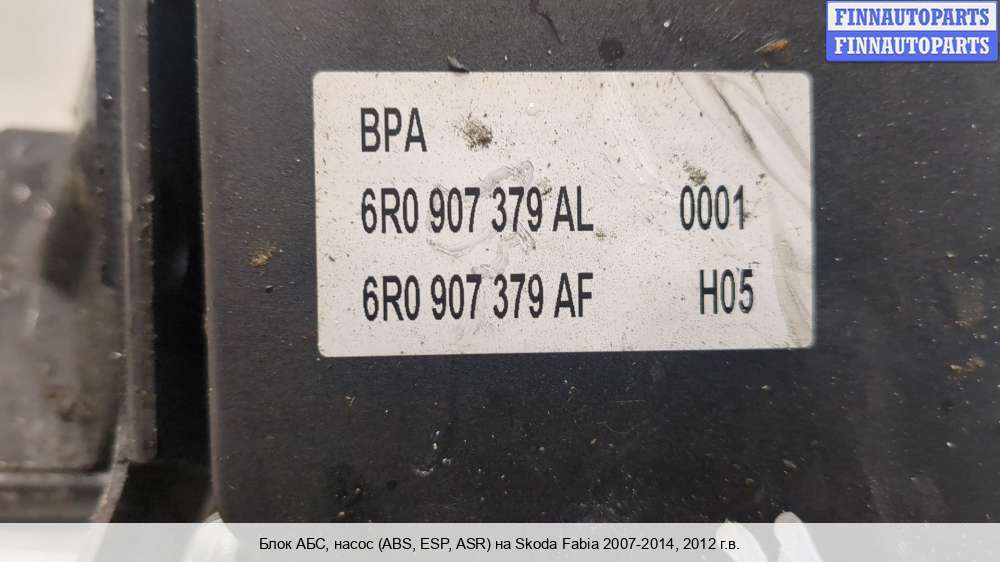 FINNAUTOPARTS
FINNAUTOPARTS
BPA
6R0 907 379 AL 0001
6R0 907 379 AF H05
Блок АБС, насос (ABS, ESP, ASR) на Skoda Fabia 2007-2014, 2012 г.в.